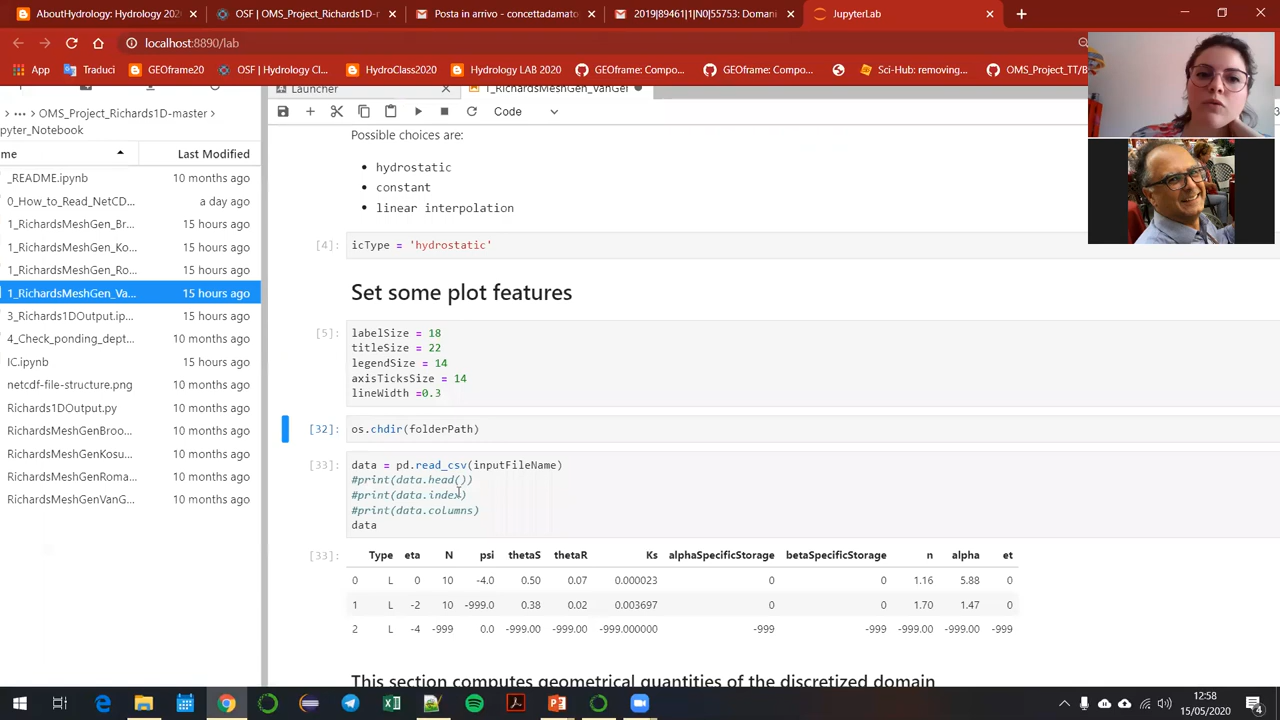 AboutHydrology: Hydrology 2020
OSF | OMS_Project_Richards1D-m
Posta in arrivo - concettadamato
2019|89461|1|N0|55753: Domani
JupyterLab
localhost:8890/lab
App
Traduci
GEOframe20
OSF | Hydrology Cl...
HydroClass2020
Hydrology LAB 2020
GEOframe: Compo...
GEOframe: Compo...
Sci-Hub: removing...
OMS_Project_TT/B
... OMS_Project_Richards1D-master
pyter_Notebook
me
Last Modified
_README.ipynb 10 months ago
0_How_to_Read_NetCD... a day ago
1_RichardsMeshGen_Br... 15 hours ago
1_RichardsMeshGen_Ko... 15 hours ago
1_RichardsMeshGen_Ro... 15 hours ago
1_RichardsMeshGen_Va... 15 hours ago
3_Richards1DOutput.ip... 15 hours ago
4_Check_ponding_dept... 10 months ago
IC.ipynb 15 hours ago
netcdf-file-structure.png 10 months ago
Richards1DOutput.py 10 months ago
RichardsMeshGenBroo... 10 months ago
RichardsMeshGenKosu... 10 months ago
RichardsMeshGenRoma... 10 months ago
RichardsMeshGenVanG... 10 months ago
Launcher
1_RichardsMeshGen_VanGer
Code
Possible choices are:
• hydrostatic
• constant
• linear interpolation
[4]: icType = 'hydrostatic'
Set some plot features
[5]: labelSize = 18
titleSize = 22
legendSize = 14
axisTicksSize = 14
lineWidth =0.3
[32]: os.chdir(folderPath)
[33]: data = pd.read_csv(inputFileName)
#print(data.head())
#print(data.index)
#print(data.columns)
data
[33]: Type eta N psi thetaS thetaR Ks alphaSpecificStorage betaSpecificStorage n alpha et
0 L 0 10 -4.0 0.50 0.07 0.000023 0 0 1.16 5.88 0
1 L -2 10 -999.0 0.38 0.02 0.003697 0 0 1.70 1.47 0
2 L -4 -999 0.0 -999.00 -999.00 -999.000000 -999 -999 -999.00 -999.00 -999
This section computes geometrical quantities of the discretized domain
12:58
15/05/2020
4